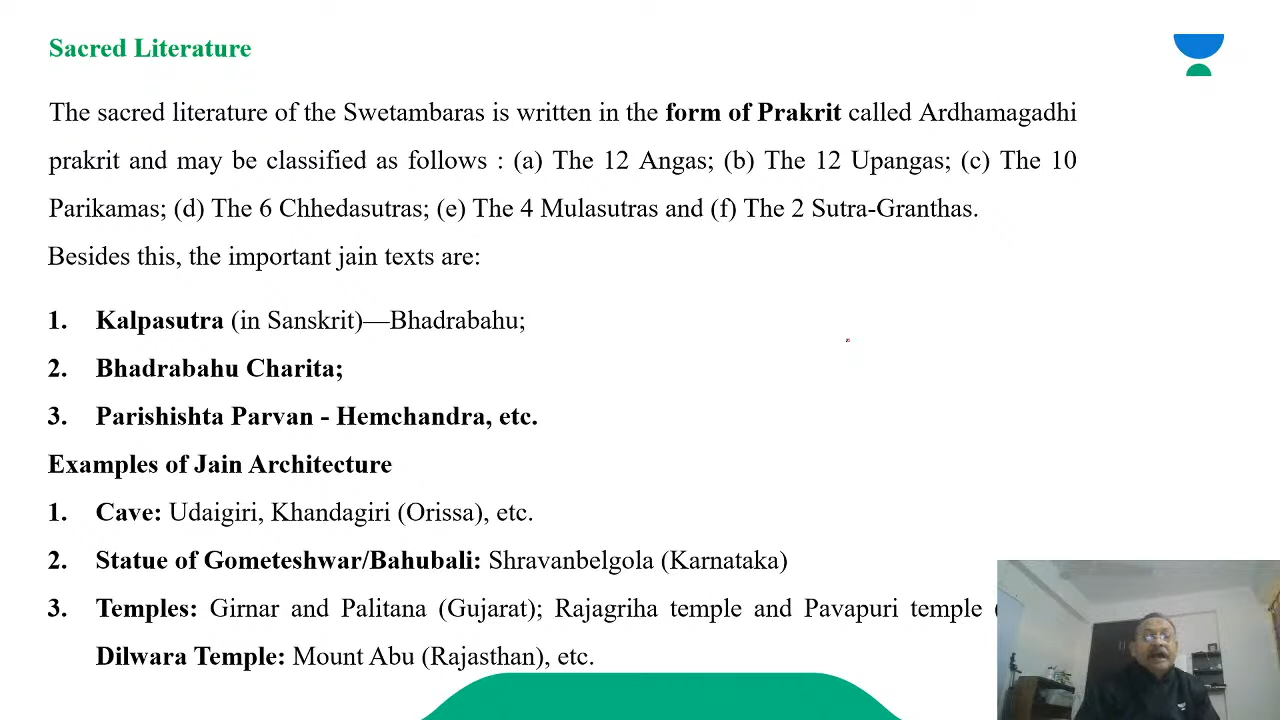 Sacred Literature
The sacred literature of the Swetambaras is written in the form of Prakrit called Ardhamagadhi
prakrit and may be classified as follows : (a) The 12 Angas; (b) The 12 Upangas; (c) The 10
Parikamas; (d) The 6 Chhedasutras; (e) The 4 Mulasutras and (f) The 2 Sutra-Granthas.
Besides this, the important jain texts are:
1. Kalpasutra (in Sanskrit)—Bhadrabahu;
2. Bhadrabahu Charita;
3. Parishishta Parvan - Hemchandra, etc.
Examples of Jain Architecture
1. Cave: Udaigiri, Khandagiri (Orissa), etc.
2. Statue of Gometeshwar/Bahubali: Shravanbelgola (Karnataka)
3. Temples: Girnar and Palitana (Gujarat); Rajagriha temple and Pavapuri temple
Dilwara Temple: Mount Abu (Rajasthan), etc.